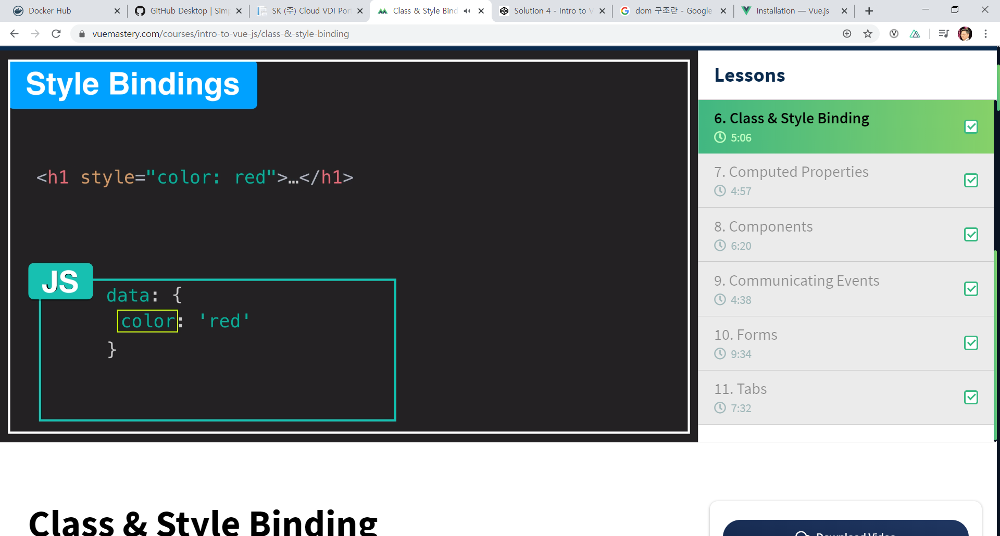 Docker Hub
GitHub Desktop | Sim
SK (주) Cloud VDI Por
Class & Style Bind
Solution 4 - Intro to V
dom 구조란 - Google
Installation — Vue.js
vuemastery.com/courses/intro-to-vue-js/class-&-style-binding
Style Bindings
<h1 style="color: red">…</h1>
JS
data: {
color: 'red'
}
Lessons
6. Class & Style Binding
5:06
7. Computed Properties
4:57
8. Components
6:20
9. Communicating Events
4:38
10. Forms
9:34
11. Tabs
7:32
Class & Style Binding
Download Video